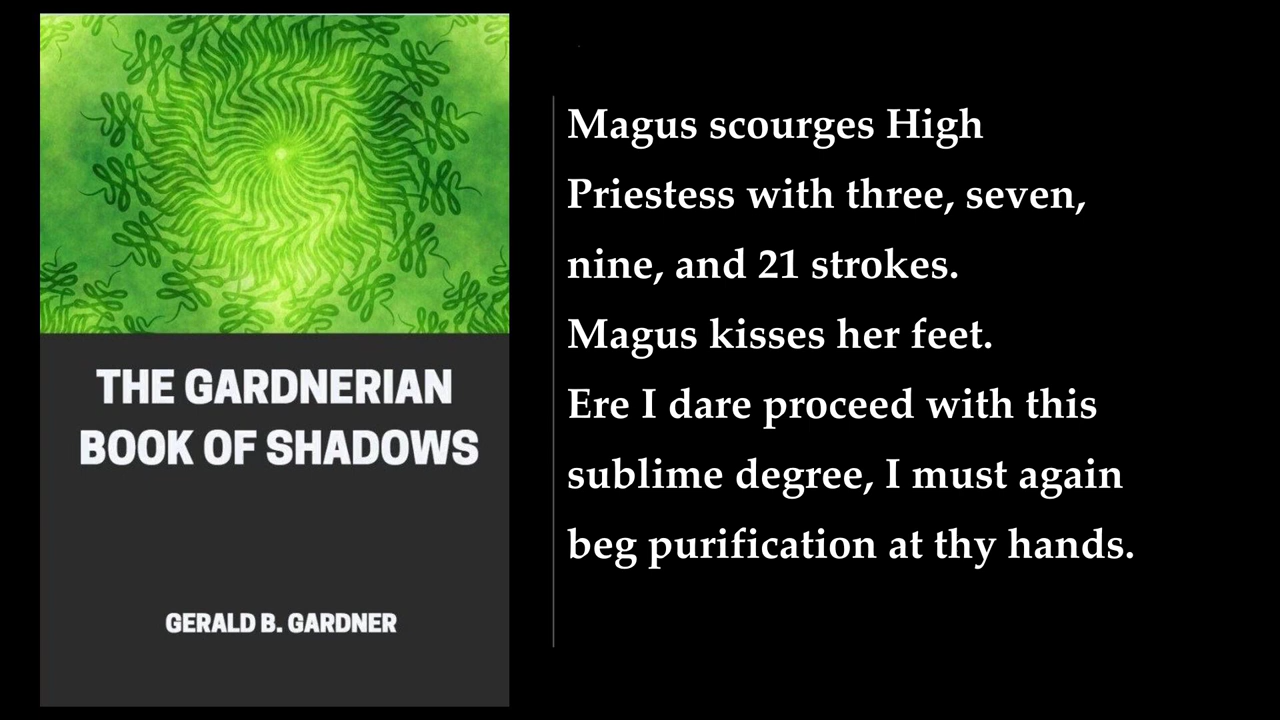 THE GARDNERIAN
BOOK OF SHADOWS
GERALD B. GARDNER
Magus scourges High
Priestess with three, seven,
nine, and 21 strokes.
Magus kisses her feet.
Ere I dare proceed with this
sublime degree, I must again
beg purification at thy hands.